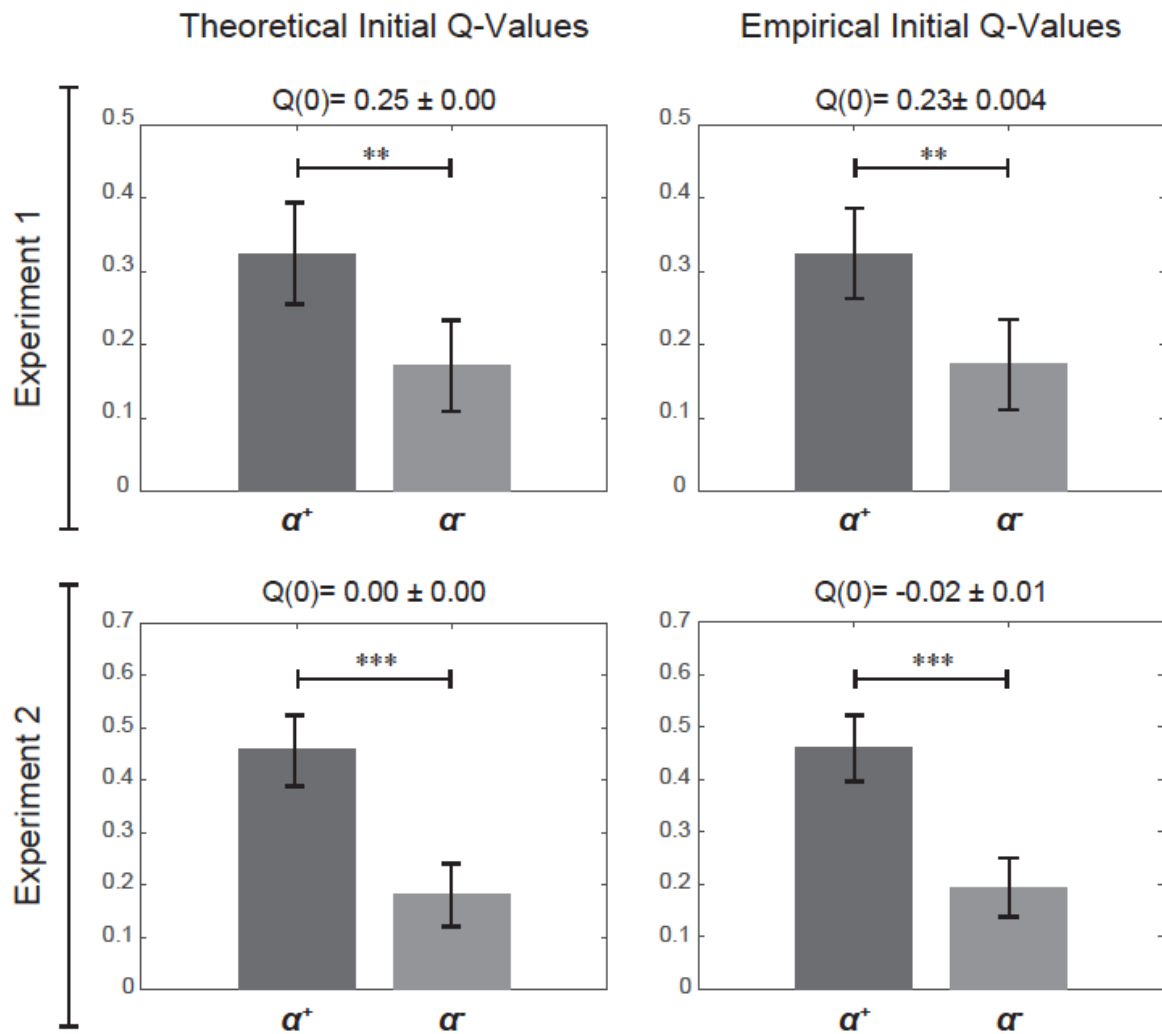 Theoretical Initial Q-Values
Empirical Initial Q-Values
Experiment 1
Q(0)= 0.25 ± 0.00
0.5
0.4
0.3
0.2
0.1
0
**
α⁺
α⁻
Q(0)= 0.23± 0.004
0.5
0.4
0.3
0.2
0.1
0
**
α⁺
α⁻
Experiment 2
Q(0)= 0.00 ± 0.00
0.7
0.6
0.5
0.4
0.3
0.2
0.1
0
***
α⁺
α⁻
Q(0)= -0.02 ± 0.01
0.7
0.6
0.5
0.4
0.3
0.2
0.1
0
***
α⁺
α⁻